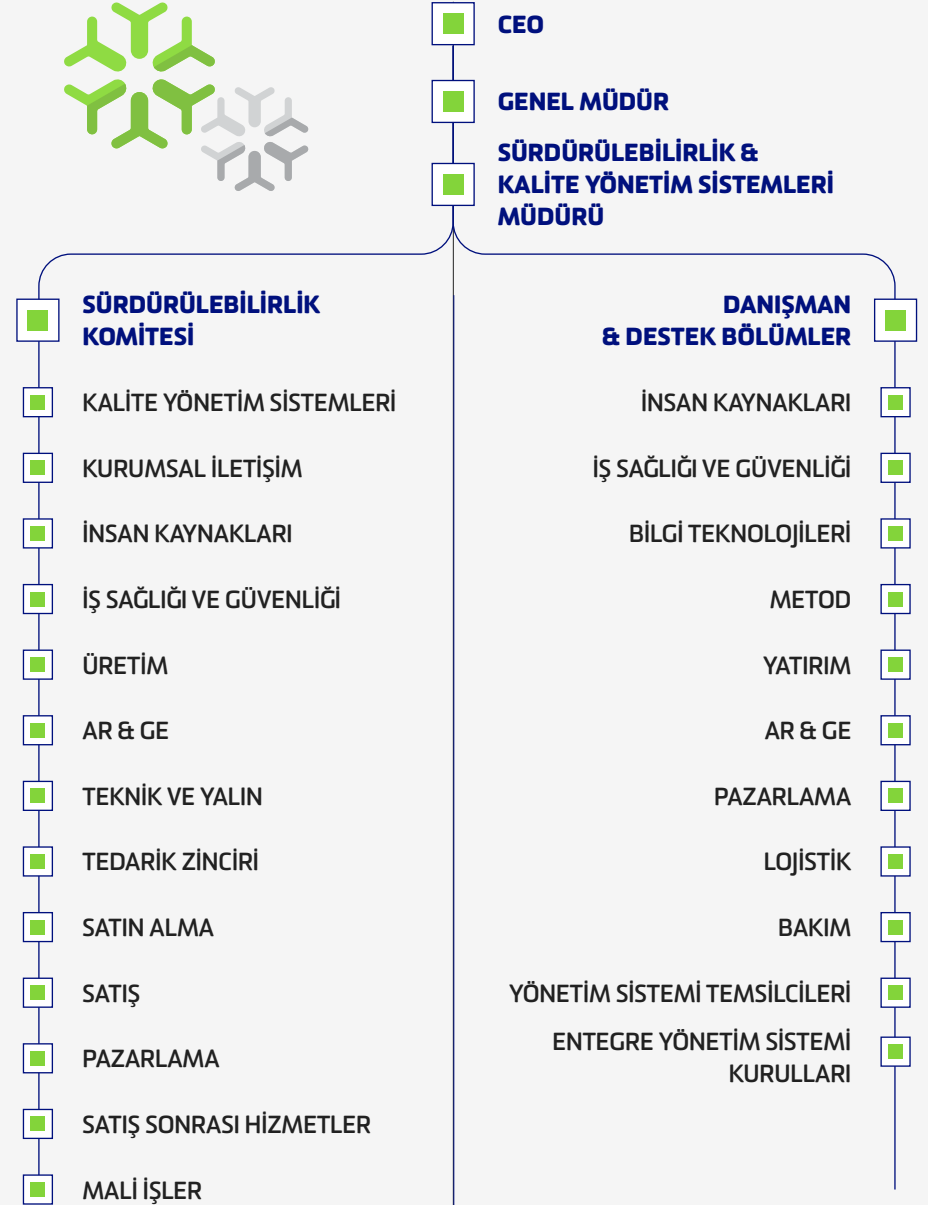 CEO
GENEL MÜDÜR
SÜRDÜRÜLEBİLİRLİK &
KALİTE YÖNETİM SİSTEMLERİ
MÜDÜRÜ
SÜRDÜRÜLEBİLİRLİK
KOMİTESİ
KALİTE YÖNETİM SİSTEMLERİ
KURUMSAL İLETİŞİM
İNSAN KAYNAKLARI
İŞ SAĞLIĞI VE GÜVENLİĞİ
ÜRETİM
AR & GE
TEKNİK VE YALIN
TEDARİK ZİNCİRİ
SATIN ALMA
SATIŞ
PAZARLAMA
SATIŞ SONRASI HİZMETLER
MALİ İŞLER
DANIŞMAN
& DESTEK BÖLÜMLER
İNSAN KAYNAKLARI
İŞ SAĞLIĞI VE GÜVENLİĞİ
BİLGİ TEKNOLOJİLERİ
METOD
YATIRIM
AR & GE
PAZARLAMA
LOJİSTİK
BAKIM
YÖNETİM SİSTEMİ TEMSİLCİLERİ
ENTEGRE YÖNETİM SİSTEMİ
KURULLARI